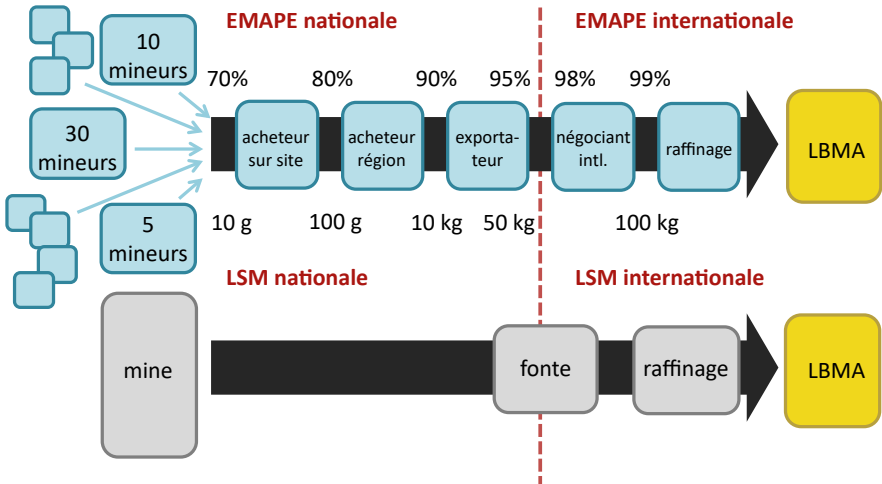 EMAPE nationale
EMAPE internationale
10
mineurs
70%
80%
90%
95%
98%
99%
30
mineurs
acheteur
sur site
acheteur
région
exporta-
teur
négociant
intl.
raffinage
LBMA
5
mineurs
10 g
100 g
10 kg
50 kg
100 kg
LSM nationale
LSM internationale
mine
fonte
raffinage
LBMA